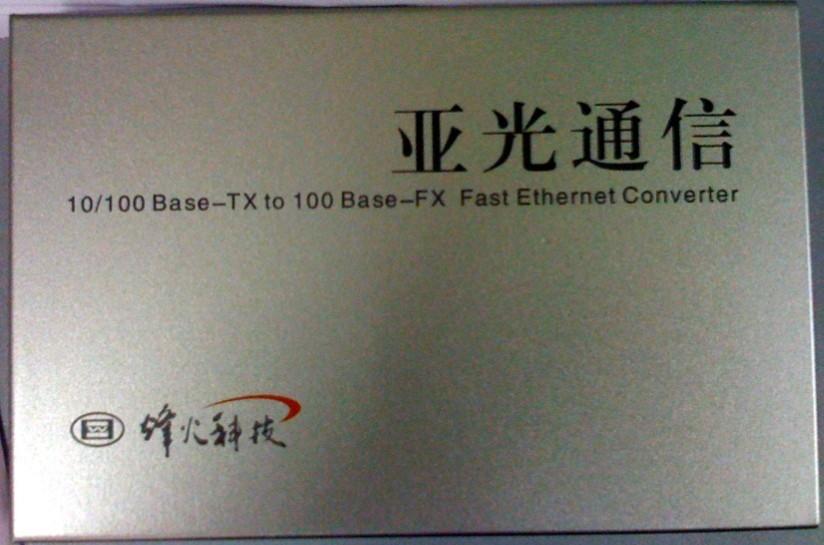 亚光通信
10/100 Base-TX to 100 Base-FX Fast Ethernet Converter
烽火科技